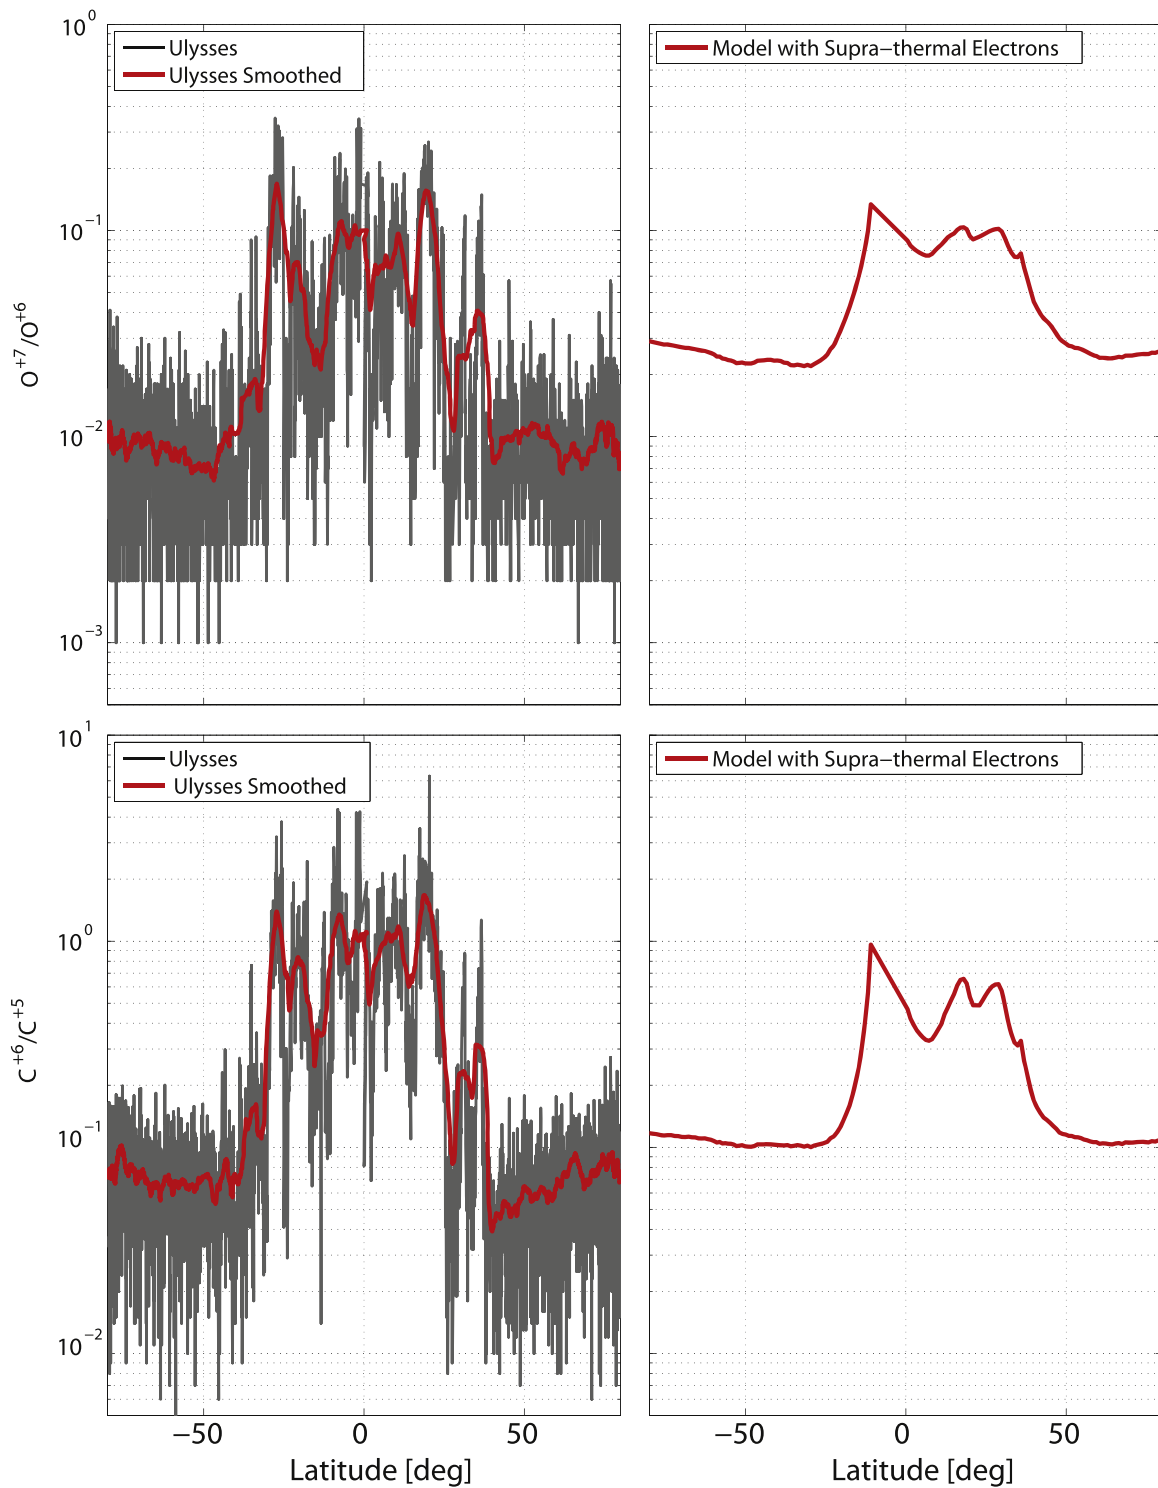 10^0
Ulysses
Ulysses Smoothed
Model with Supra−thermal Electrons
10^−1
O^+7/O^+6
10^−2
10^−3
10^1
Ulysses
Ulysses Smoothed
Model with Supra−thermal Electrons
10^0
C^+6/C^+5
10^−1
10^−2
−50 0 50 −50 0 50
Latitude [deg] Latitude [deg]